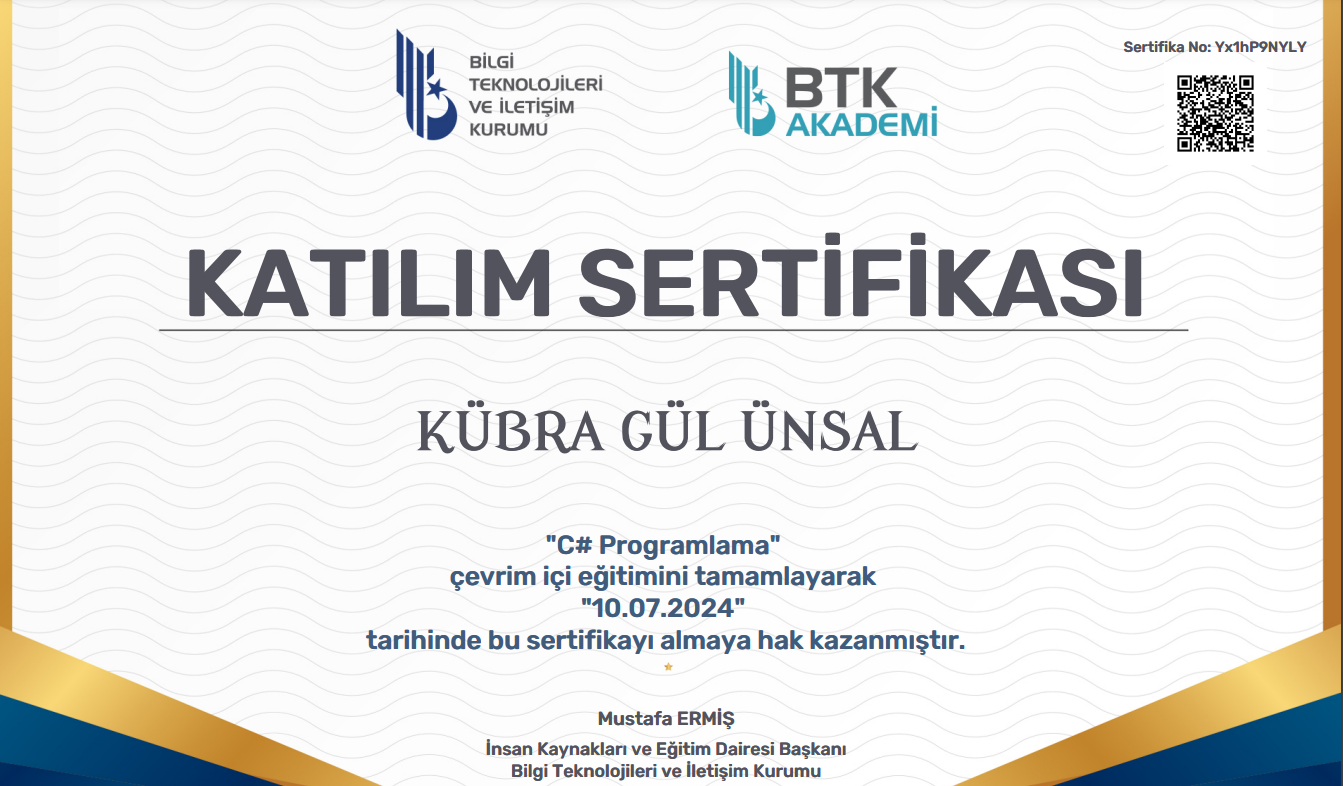 BİLGİ
TEKNOLOJİLERİ
VE İLETİŞİM
KURUMU
BTK
AKADEMİ
Sertifika No: Yx1hP9NYLY
KATILIM SERTİFİKASI
KÜBRA GÜL ÜNSAL
"C# Programlama"
çevrim içi eğitimini tamamlayarak
"10.07.2024"
tarihinde bu sertifikayı almaya hak kazanmıştır.
Mustafa ERMİŞ
İnsan Kaynakları ve Eğitim Dairesi Başkanı
Bilgi Teknolojileri ve İletişim Kurumu